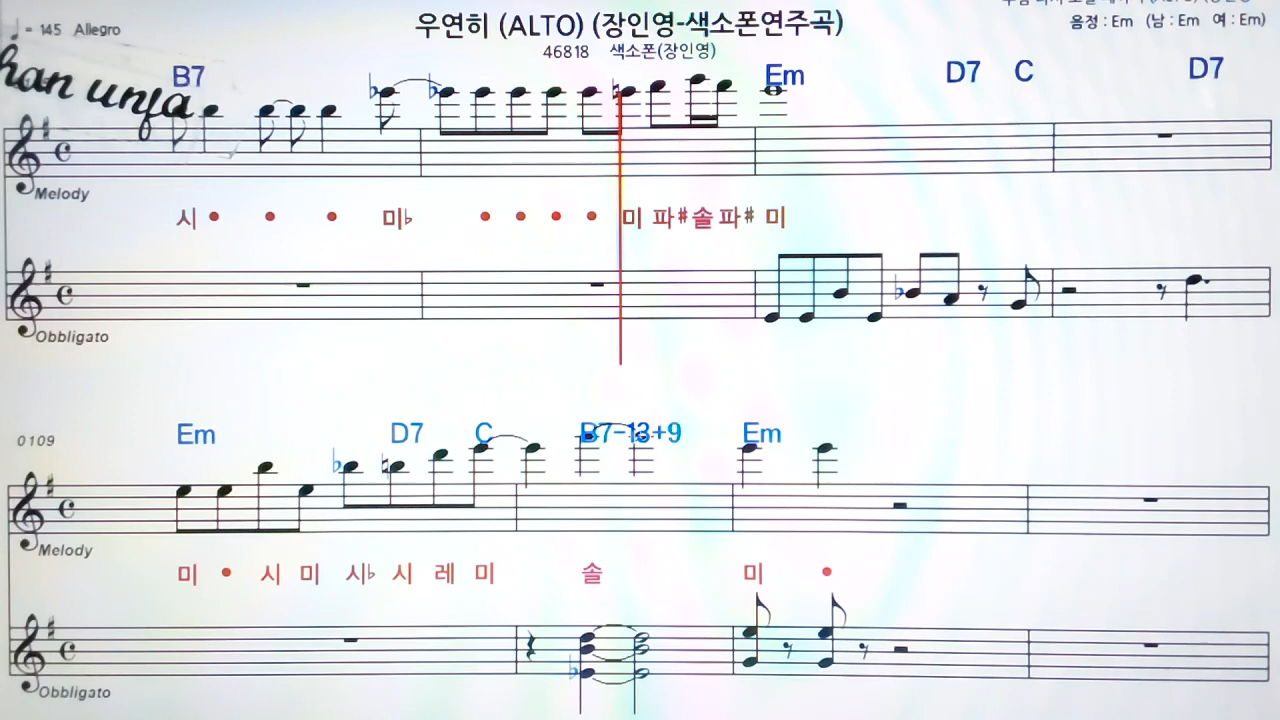 우연히 (ALTO) (장인영-색소폰연주곡)
♩ = 145 Allegro
46818 색소폰(장인영)
음정 : Em (남 : Em 여 : Em)
B7 Em D7 C D7
Melody
시 • • • 미♭ • • • • 미 파# 솔 파# 미
Obbligato
0109
Em D7 C B7-13+9 Em
Melody
미 • 시 미 시♭ 시 레 미 솔 미 •
Obbligato